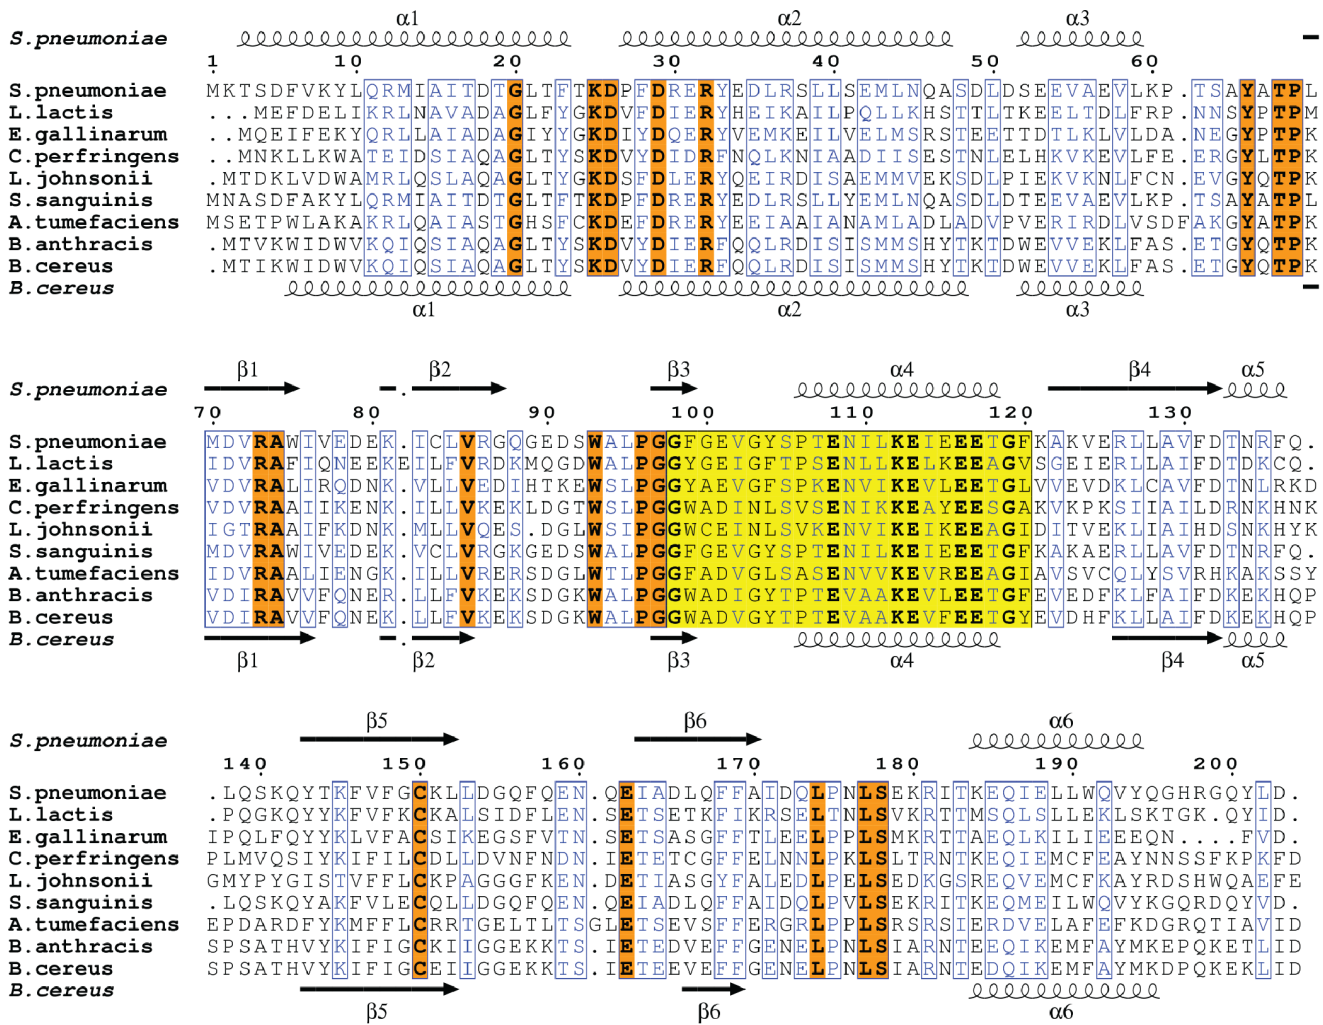 α1 α2 α3
S.pneumoniae
1 10 20 30 40 50 60
S.pneumoniae MKTSDFVKYLQRMIAITDTGLTFTKDPFDRERYEDLRSLLSEMLNQASDLDSEEVAEVLKP.TSAYATPL
L.lactis ...MEFDELIKRLNAVADAGLFYGKDVFDIERYHEIKAILPQLLKHSTTLTKEELTDLFRP.NNSYPTPM
E.gallinarum ..MQEIFEKYQRLLAIADAGIYYGKDIYDQERYVEMKEILVELMSRSTEETTDTLKLVLDA.NEGYPTPK
C.perfringens ..MNKLLKWATEIDSIAQAGLTYSKDVYDIDRFNQLKNIAADIISESTNLELHKVKEVLFE.ERGYLTPK
L.johnsonii .MTDKLVDWAMRLQSLAQAGLTYGKDSFDLERYQEIRDISAEMMVEKSDLPIEKVKNLFCN.EVGYQTPK
S.sanguinis MNASDFAKYLQRMIAITDTGLTFTKDPFDRERYEDLRSLLYEMLNQASDLDTEEVAEVLKP.TSAYATPL
A.tumefaciens MSETPWLAKAKRLQAIASTGHSFCKDEFDRERYEEIAAIANAMLADLADVPVERIRDLVSDFAKGYATPK
B.anthracis .MTVKWIDWVKQIQSIAQAGLTYSKDVYDIERFQQLRDISISMMSHYTKTDWEVVEKLFAS.ETGYQTPK
B.cereus .MTIKWIDWVKQIQSIAQAGLTYSKDVYDIERFQQLRDISISMMSHYTKTDWEVVEKLFAS.ETGYQTPK
B.cereus
α1 α2 α3
β1 β2 β3 α4 β4 α5
S.pneumoniae .
70 80 90 100 110 120 130
S.pneumoniae MDVRAWIVEDEK.ICLVRGQGEDSWALPGGFGEVGYSPTENILKEIEEETGFKAKVERLLAVFDTNRFQ.
L.lactis IDVRAFIQNEEKEILFVRDKMQGDWALPGGYGEIGFTPSENLLKELKEEAGVSGEIERLLAIFDTDKCQ.
E.gallinarum VDVRALIRQDNK.VLLVEDIHTKEWSLPGGYAEVGFSPKENVIKEVLEETGLVVEVDKLCAVFDTNLRKD
C.perfringens VDVRAAIKIENK.ILLVQEKLDGTWSLPGGWADINLSVSENIKKEAYEESGAKVKPKSIIAILDRNKHNK
L.johnsonii IGTRAAIFKDNK.MLLVQES.DGLWSIPGGWCEINLSVKENVIKEVKEEAGIDITVEKLIAIHDSNKHYK
S.sanguinis MDVRAWIVEDEK.VCLVRGKGEDSWALPGGFGEVGYSPTENILKEIKEETGFKAKAERLLAVFDTNRFQ.
A.tumefaciens IDVRAALIENGK.ILLVRERSDGLWTLPGGFADVGLSASENVVKEVREEAGIAVSVCQLYSVRHKAKSSY
B.anthracis VDIRAVVFQNER.LLFVKEKSDGKWALPGGWADIGYTPTEVAAKEVLEETGFEVEDFKLLAIFDKEKHQP
B.cereus VDIRAVVFQNEK.LLFVKEKSDGKWALPGGWADVGYTPTEVAAKEVFEETGYEVDHFKLLAIFDKEKHQP
B.cereus .
β1 β2 β3 α4 β4 α5
β5 β6 α6
S.pneumoniae
140 150 160 170 180 190 200
S.pneumoniae .LQSKQYTKFVFGCKLLDGQFQEN.QEIADLQFFAIDQLPNLSEKRITKEQIELLWQVYQGHRGQYLD.
L.lactis .PQGKQYYKFVFKCKALSIDFLEN.SETSETKFIKRSELTNLSVKRTTMSQLSLLEKLSKTGK.QYID.
E.gallinarum IPQLFQYYKLVFACSIKEGSFVTN.SETSASGFFTLEELPNLSMKRTTAEQLKILIEEQN....FVD.
C.perfringens PLMVQSIYKIFILCDLLDVNFNDN.IETETCGFFELNNLPKLSLTRNTKEQIEMCFEAYNNSSFKPKFD
L.johnsonii GMYPYGISTVFFLCKPAGGGFKEN.DETIASGYFALEDLPELSEDKGSREQVEMCFKAYRDSHWQAEFE
S.sanguinis .LQSKQYAKFVLECQLLDGQFQEN.QEIADLQFFAIDQLPVLSEKRITKEQMEILWQVYKGQRDQYVD.
A.tumefaciens EPDARDFYKMFFLCRRTGELTLTSGLETSEVSFFERGRLPPLSRSRSIERDVELAFEFKDGRQTIAVID
B.anthracis SPSATHVYKIFIGCKIIGGEKKTS.IETEDVEFFGENELPNLSIARNTEEQIKEMFAYMKEPQKETLID
B.cereus SPSATHVYKIFIGCEIIGGEKKTS.IETEEVEFFGENELPNLSIARNTEDQIKEMFAYMKDPQKEKLID
B.cereus
β5 β6 α6